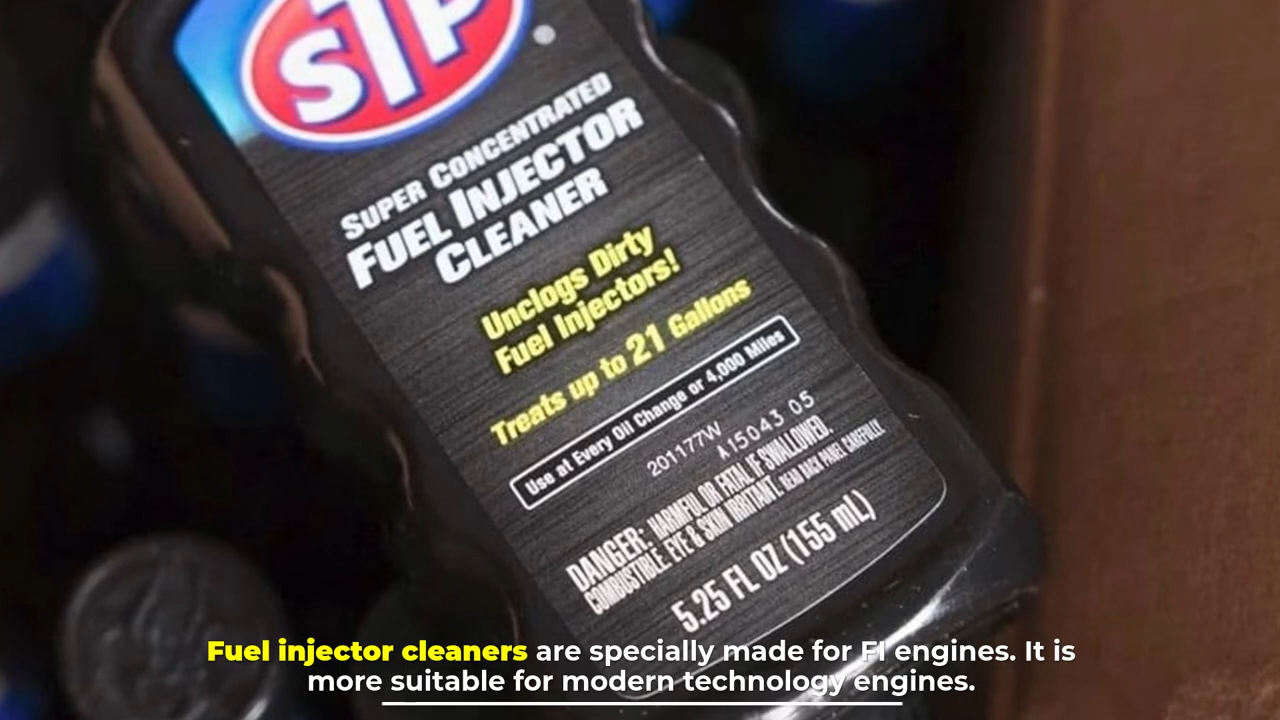 STP
®
SUPER CONCENTRATED
FUEL INJECTOR
CLEANER
Unclogs Dirty
Fuel Injectors!
Treats up to 21 Gallons
Use at Every Oil Change or 4,000 Miles
201177W
A15043 05
DANGER: HARMFUL OR FATAL IF SWALLOWED.
COMBUSTIBLE. EYE & SKIN IRRITANT. READ BACK PANEL CAREFULLY.
5.25 FL OZ (155 mL)
Fuel injector cleaners are specially made for FI engines. It is
more suitable for modern technology engines.